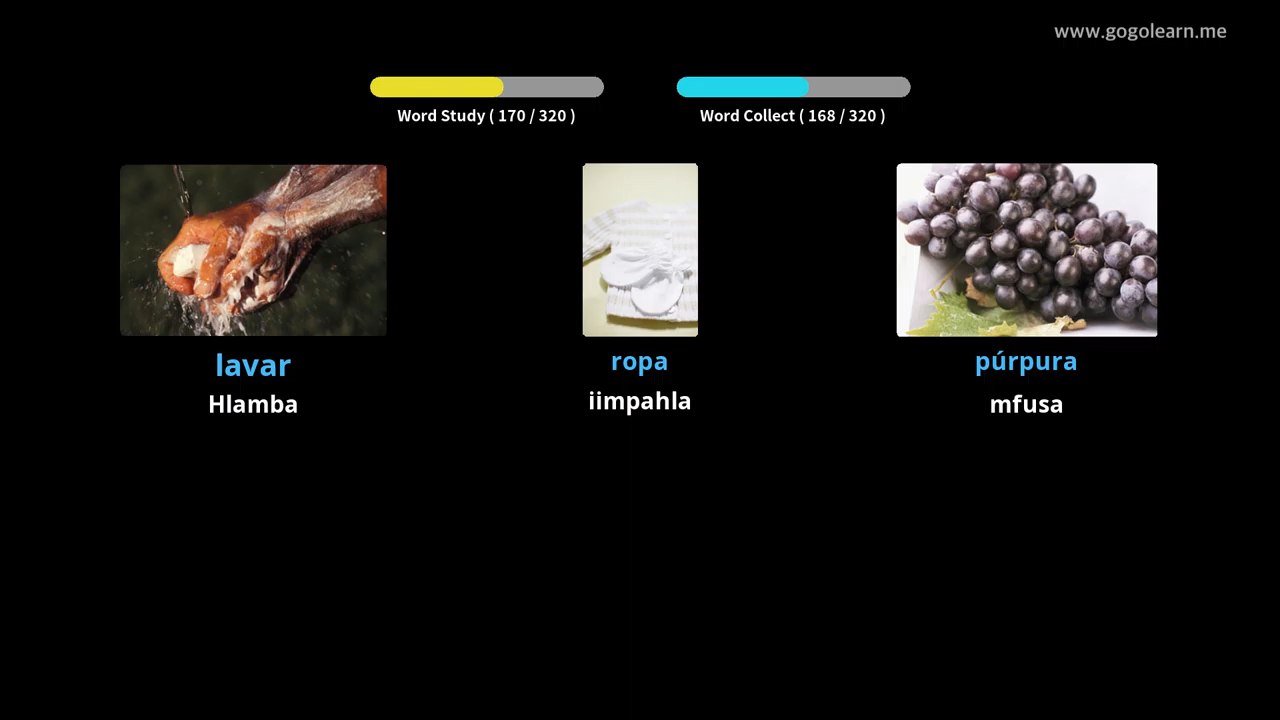 www.gogolearn.me
Word Study ( 170 / 320 )
Word Collect ( 168 / 320 )
lavar
Hlamba
ropa
iimpahla
púrpura
mfusa